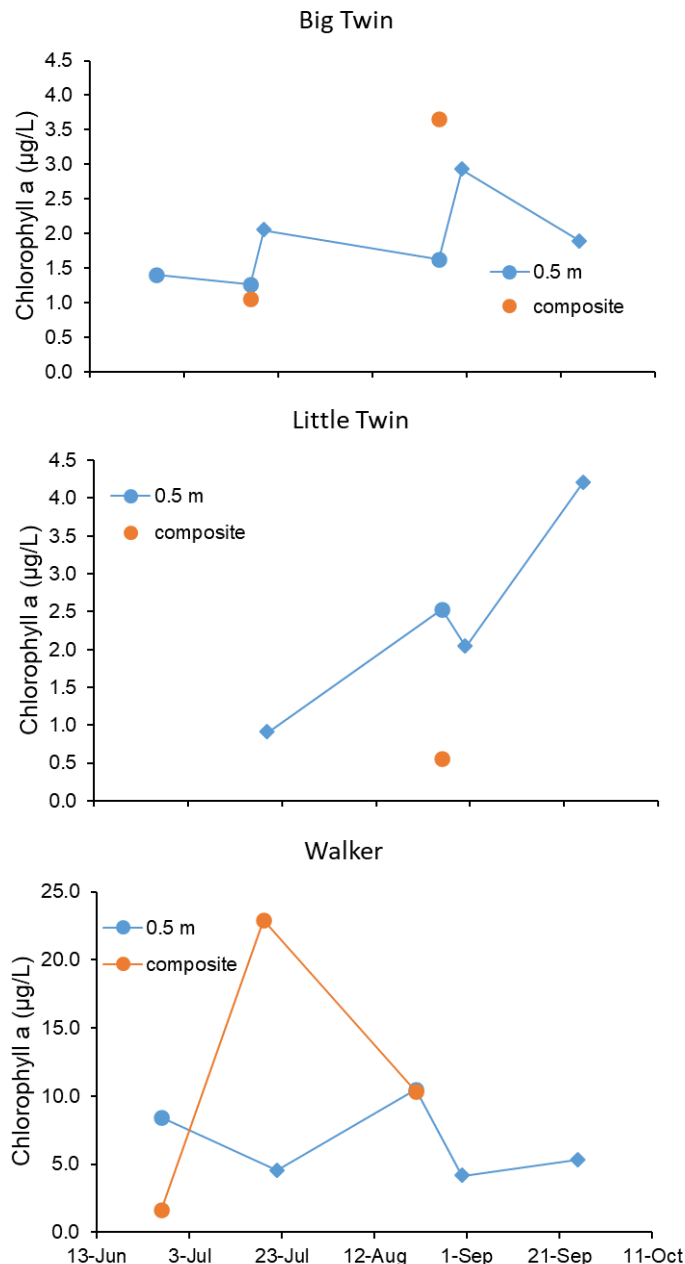 Big Twin
Chlorophyll a (µg/L)
4.5
4.0
3.5
3.0
2.5
2.0
1.5
1.0
0.5
0.0
0.5 m
composite
Little Twin
Chlorophyll a (µg/L)
4.5
4.0
3.5
3.0
2.5
2.0
1.5
1.0
0.5
0.0
0.5 m
composite
Walker
Chlorophyll a (µg/L)
25.0
20.0
15.0
10.0
5.0
0.0
0.5 m
composite
13-Jun 3-Jul 23-Jul 12-Aug 1-Sep 21-Sep 11-Oct